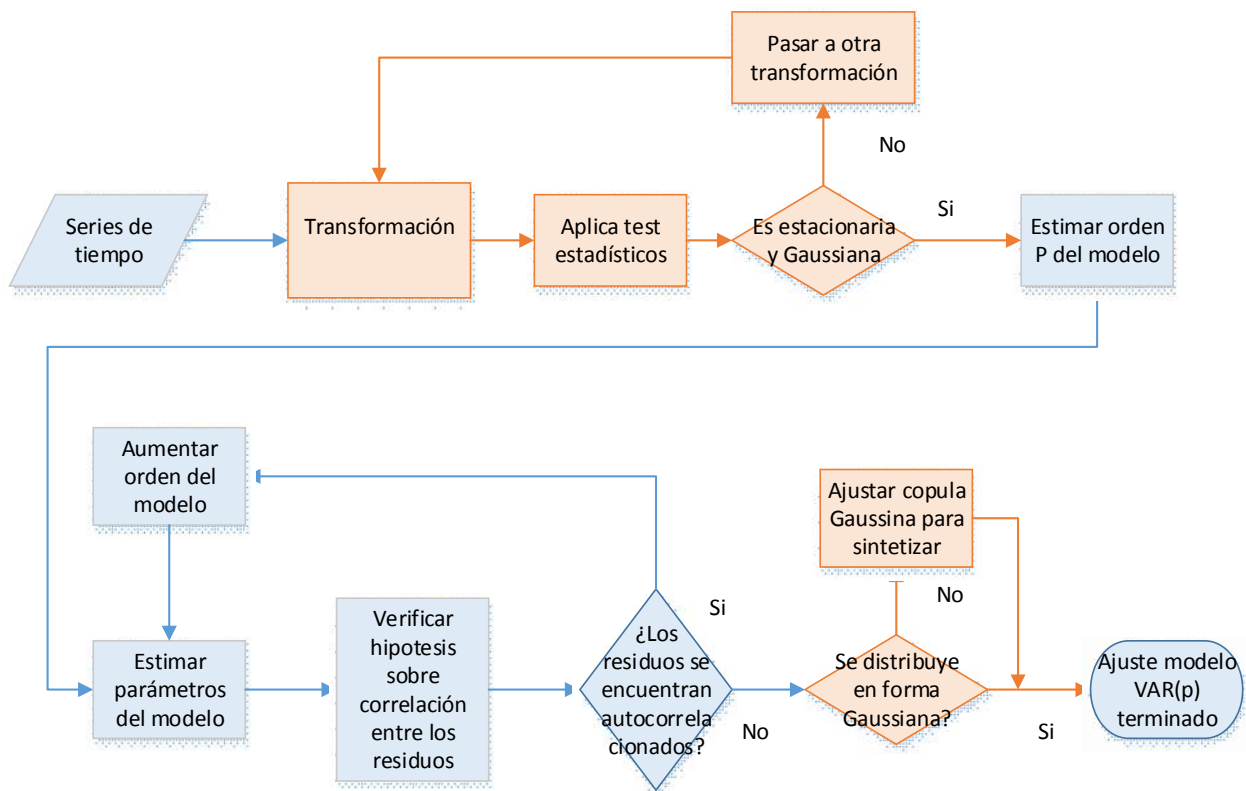 Pasar a otra
transformación
No
Series de
tiempo
Transformación
Aplica test
estadísticos
Es estacionaria
y Gaussiana
Si
Estimar orden
P del modelo
Aumentar
orden del
modelo
Ajustar copula
Gaussina para
sintetizar
Si
No
Estimar
parámetros
del modelo
Verificar
hipotesis
sobre
correlación
entre los
residuos
¿Los
residuos se
encuentran
autocorrela
cionados?
No
Se distribuye
en forma
Gaussiana?
Si
Ajuste modelo
VAR(p)
terminado